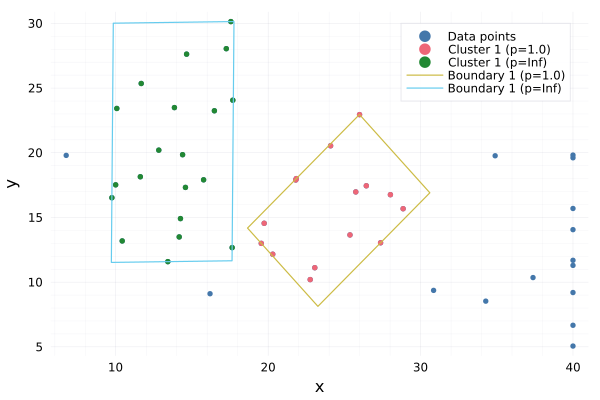 30
25
20
15
10
5
y
10
20
30
40
x
Data points
Cluster 1 (p=1.0)
Cluster 1 (p=Inf)
Boundary 1 (p=1.0)
Boundary 1 (p=Inf)